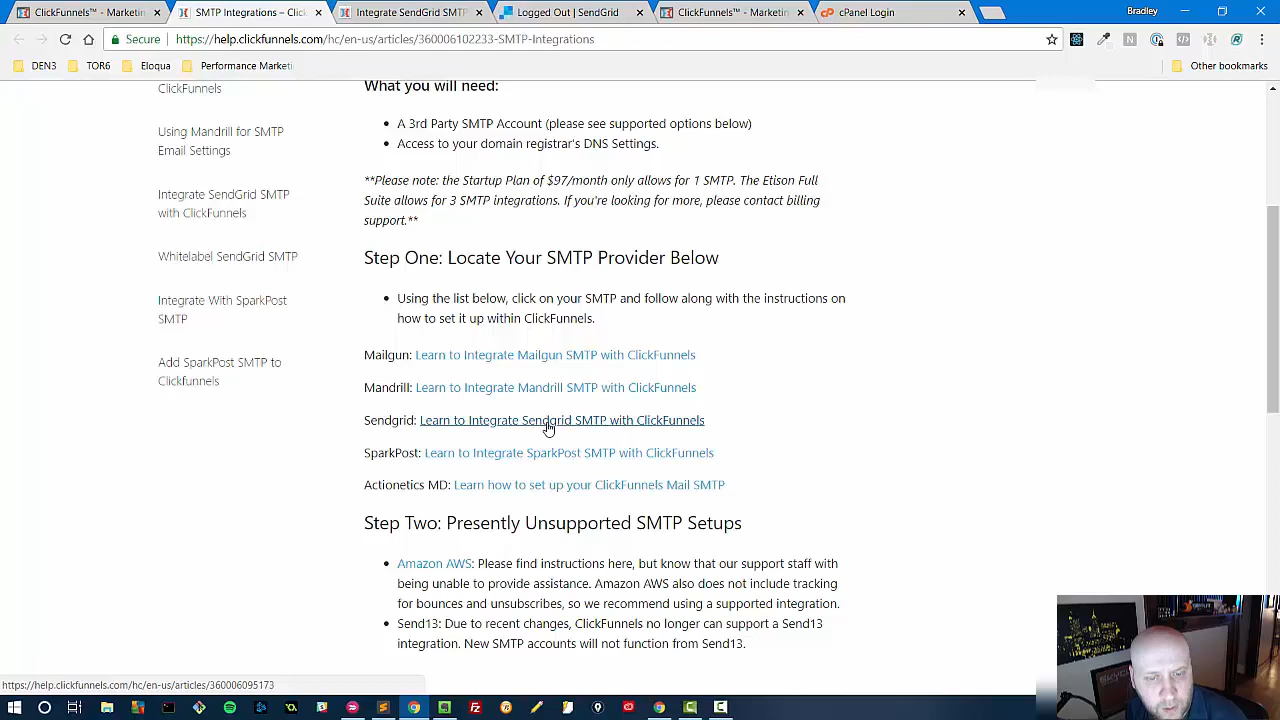 ClickFunnels™ - Marketing
SMTP Integrations – Click
Integrate SendGrid SMTP
Logged Out | SendGrid
ClickFunnels™ - Marketing
cPanel Login
Bradley
Secure
https://help.clickfunnels.com/hc/en-us/articles/360006102233-SMTP-Integrations
DEN3
TOR6
Eloqua
Performance Marketi
Other bookmarks
ClickFunnels
Using Mandrill for SMTP
Email Settings
Integrate SendGrid SMTP
with ClickFunnels
Whitelabel SendGrid SMTP
Integrate With SparkPost
SMTP
Add SparkPost SMTP to
Clickfunnels
What you will need:
A 3rd Party SMTP Account (please see supported options below)
Access to your domain registrar's DNS Settings.
**Please note: the Startup Plan of $97/month only allows for 1 SMTP. The Etison Full
Suite allows for 3 SMTP integrations. If you're looking for more, please contact billing
support.**
Step One: Locate Your SMTP Provider Below
Using the list below, click on your SMTP and follow along with the instructions on
how to set it up within ClickFunnels.
Mailgun: Learn to Integrate Mailgun SMTP with ClickFunnels
Mandrill: Learn to Integrate Mandrill SMTP with ClickFunnels
Sendgrid: Learn to Integrate Sendgrid SMTP with ClickFunnels
SparkPost: Learn to Integrate SparkPost SMTP with ClickFunnels
Actionetics MD: Learn how to set up your ClickFunnels Mail SMTP
Step Two: Presently Unsupported SMTP Setups
Amazon AWS: Please find instructions here, but know that our support staff with
being unable to provide assistance. Amazon AWS also does not include tracking
for bounces and unsubscribes, so we recommend using a supported integration.
Send13: Due to recent changes, ClickFunnels no longer can support a Send13
integration. New SMTP accounts will not function from Send13.
https://help.clickfunnels.com/hc/en-us/articles/360006095173